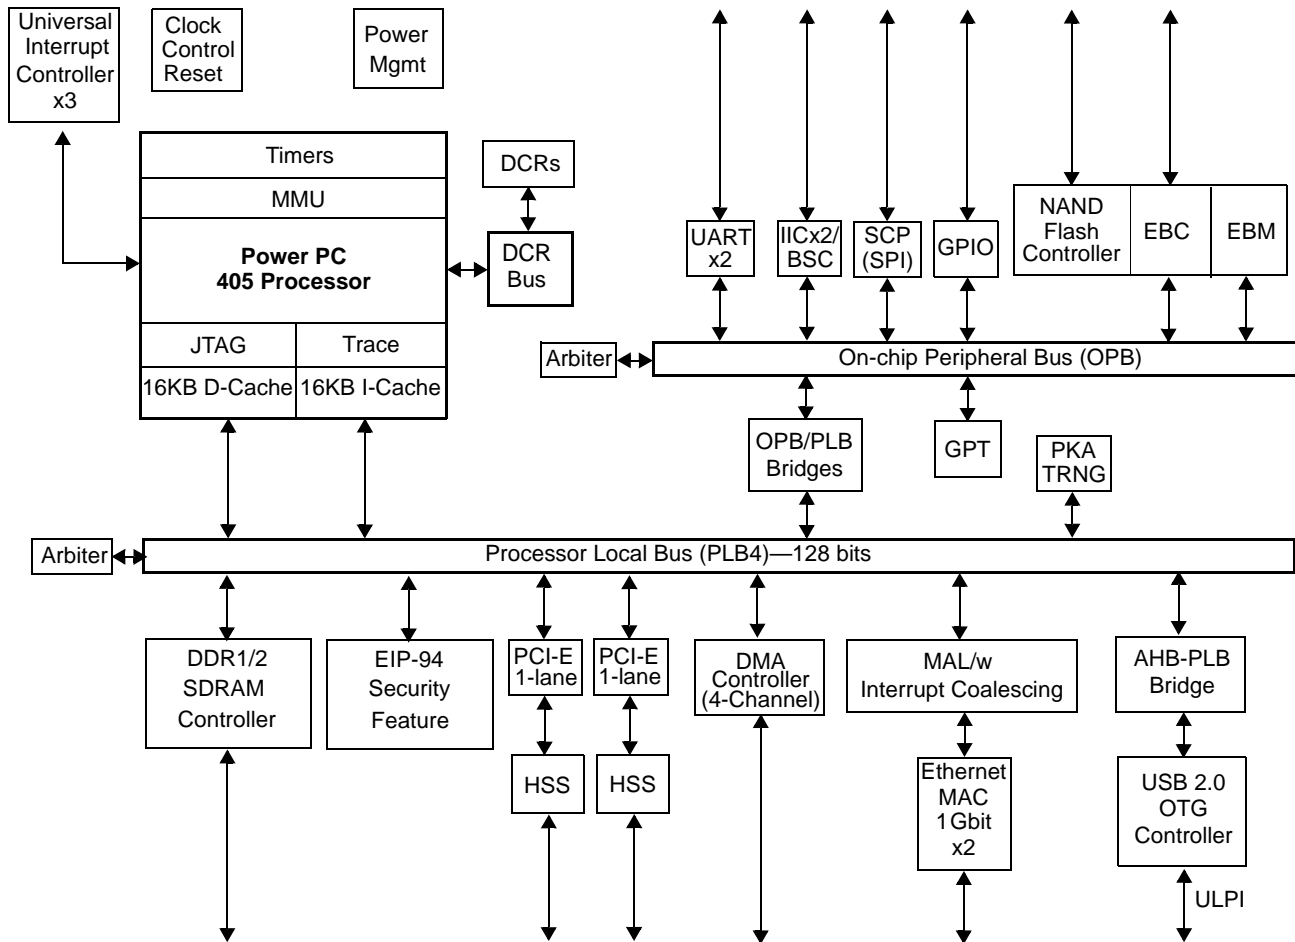 Universal
Interrupt
Controller
x3
Clock
Control
Reset
Power
Mgmt
Timers
MMU
Power PC
405 Processor
JTAG
Trace
16KB D-Cache
16KB I-Cache
DCRs
DCR
Bus
UART
x2
IICx2/
BSC
SCP
(SPI)
GPIO
NAND
Flash
Controller
EBC
EBM
Arbiter
On-chip Peripheral Bus (OPB)
OPB/PLB
Bridges
GPT
PKA
TRNG
Arbiter
Processor Local Bus (PLB4)—128 bits
DDR1/2
SDRAM
Controller
EIP-94
Security
Feature
PCI-E
1-lane
PCI-E
1-lane
DMA
Controller
(4-Channel)
MAL/w
Interrupt Coalescing
AHB-PLB
Bridge
HSS
HSS
Ethernet
MAC
1Gbit
x2
USB 2.0
OTG
Controller
ULPI